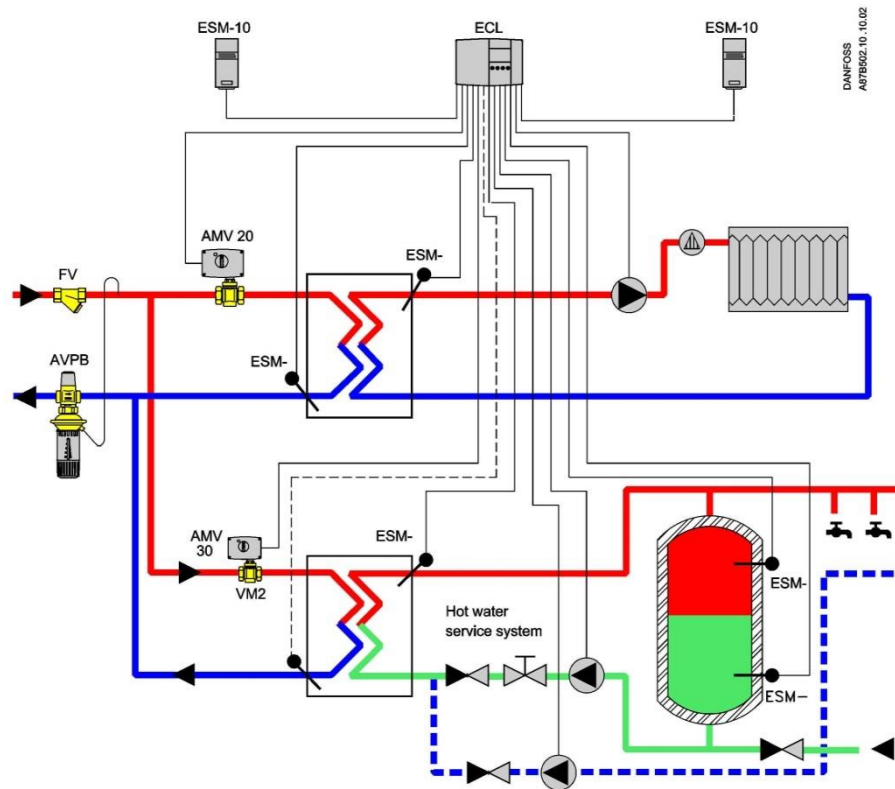 ESM-10
ECL
ESM-10
DANFOSS
A87B502.10.10.02
AMV 20
ESM-
FV
AVPB
ESM-
AMV
30
ESM-
VM2
Hot water
service system
ESM-
ESM-